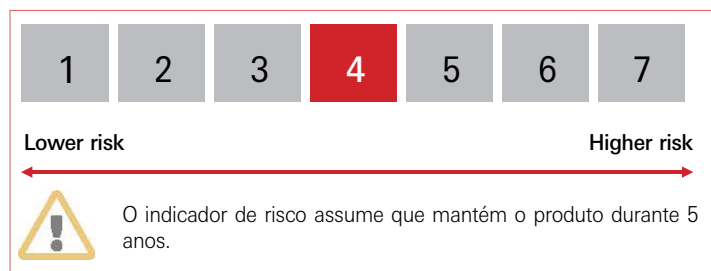 1 2 3 4 5 6 7
Lower risk Higher risk
O indicador de risco assume que mantém o produto durante 5
anos.